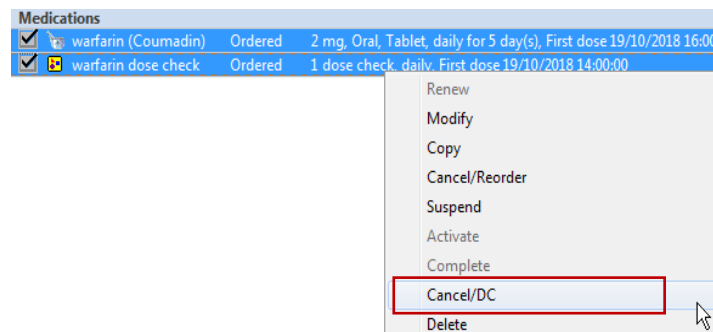 Medications
warfarin (Coumadin) Ordered 2 mg, Oral, Tablet, daily for 5 day(s), First dose 19/10/2018 16:00
warfarin dose check Ordered 1 dose check, daily, First dose 19/10/2018 14:00:00
Renew
Modify
Copy
Cancel/Reorder
Suspend
Activate
Complete
Cancel/DC
Delete